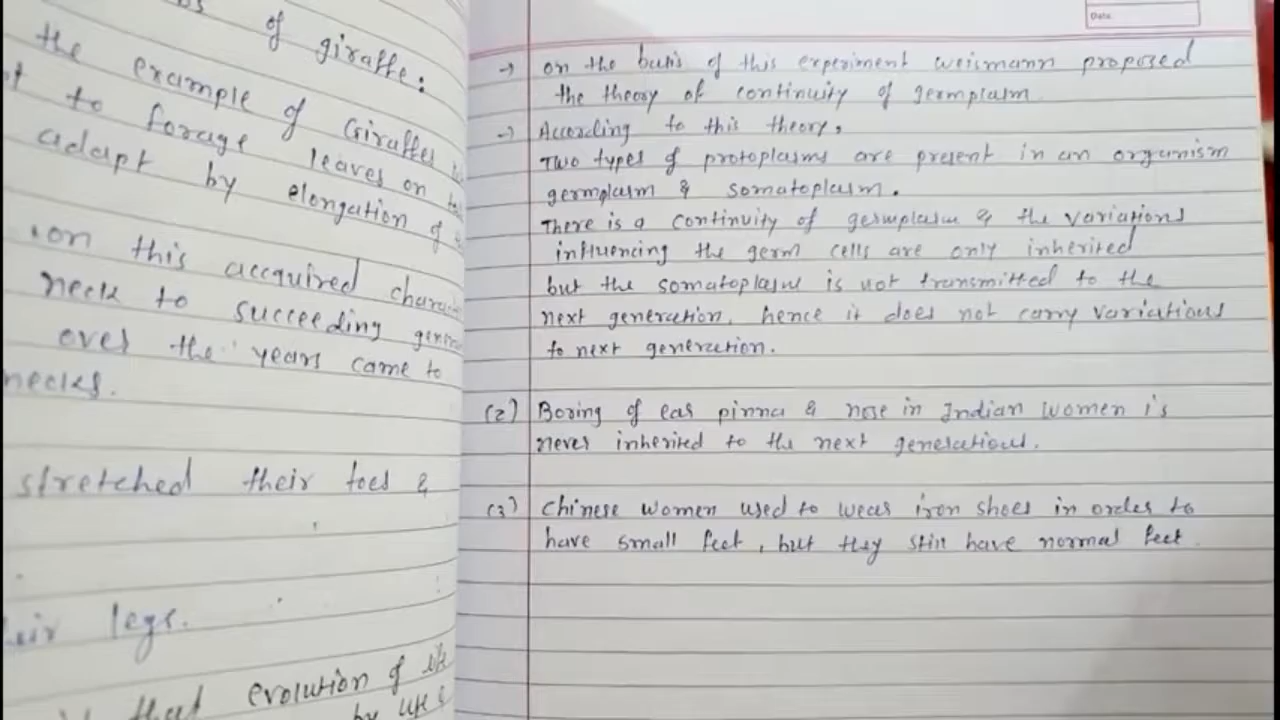 of giraffe:
the example of Giraffes
to forage leaves on
adapt by elongation of
on this accquired
neck to succeeding
over the years came to
necks.
stretched their toes &
legs.
that evolution of
by use
Data
→ on the basis of this experiment weismann proposed
the theory of continuity of germplasm
→ According to this theory,
Two types of protoplasms are present in an organism
germplasm & somatoplasm.
There is a continuity of germplasm & the variations
influencing the germ cells are only inherited
but the somatoplasm is not transmitted to the
next generation. hence it does not carry variations
to next generation.
(2) Boring of ear pinna & nose in Indian women is
never inherited to the next generations.
(3) Chinese women used to wear iron shoes in order to
have small feet, but they still have normal feet.